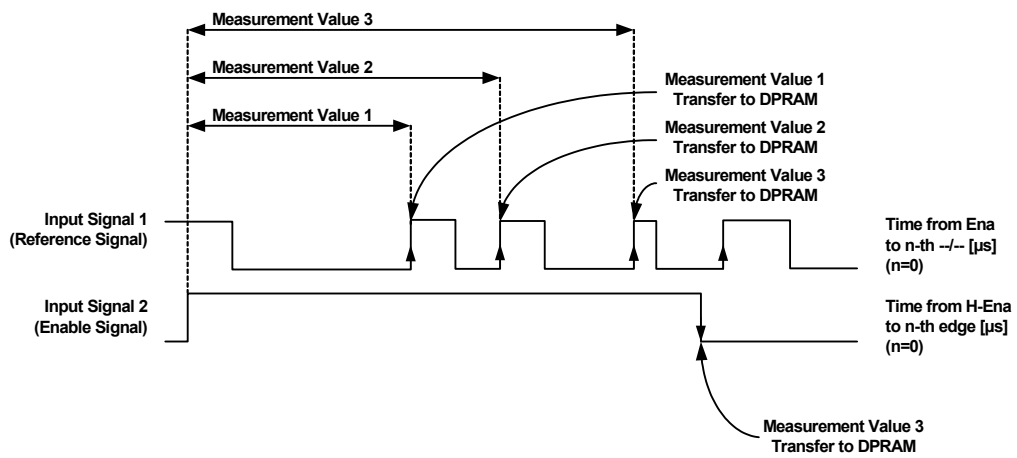 Measurement Value 3
Measurement Value 2
Measurement Value 1
Measurement Value 1
Transfer to DPRAM
Measurement Value 2
Transfer to DPRAM
Measurement Value 3
Transfer to DPRAM
Input Signal 1
(Reference Signal)
Time from Ena
to n-th --/-- [µs]
(n=0)
Input Signal 2
(Enable Signal)
Time from H-Ena
to n-th edge [µs]
(n=0)
Measurement Value 3
Transfer to DPRAM